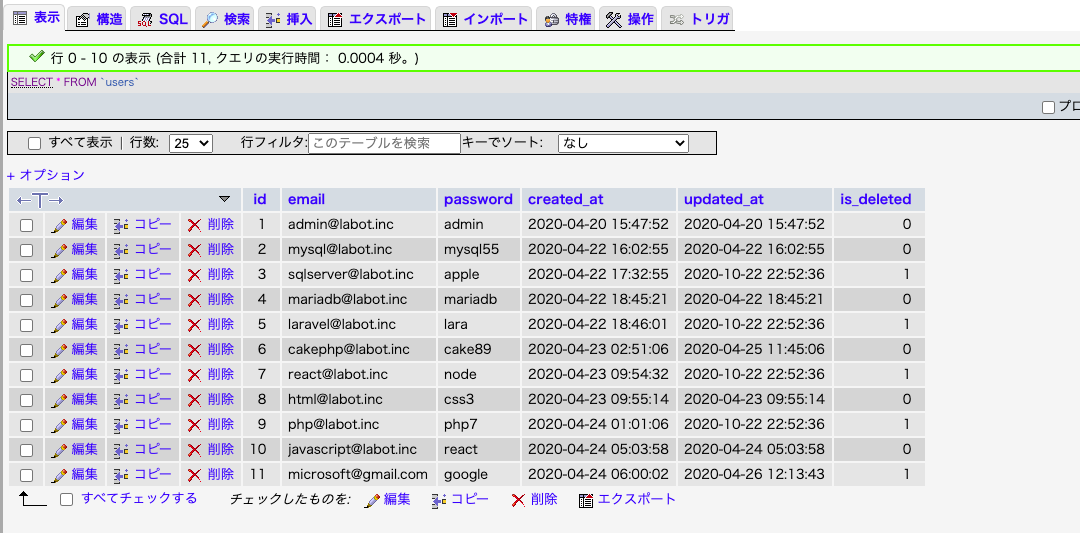 表示 構造 SQL 検索 挿入 エクスポート インポート 特権 操作 トリガ
行 0 - 10 の表示 (合計 11, クエリの実行時間： 0.0004 秒。)
SELECT * FROM `users`
プロ
すべて表示 | 行数: 25 行フィルタ: このテーブルを検索 キーでソート: なし
+ オプション
←T→ id email password created_at updated_at is_deleted
編集 コピー 削除 1 admin@labot.inc admin 2020-04-20 15:47:52 2020-04-20 15:47:52 0
編集 コピー 削除 2 mysql@labot.inc mysql55 2020-04-22 16:02:55 2020-04-22 16:02:55 0
編集 コピー 削除 3 sqlserver@labot.inc apple 2020-04-22 17:32:55 2020-10-22 22:52:36 1
編集 コピー 削除 4 mariadb@labot.inc mariadb 2020-04-22 18:45:21 2020-04-22 18:45:21 0
編集 コピー 削除 5 laravel@labot.inc lara 2020-04-22 18:46:01 2020-10-22 22:52:36 1
編集 コピー 削除 6 cakephp@labot.inc cake89 2020-04-23 02:51:06 2020-04-25 11:45:06 0
編集 コピー 削除 7 react@labot.inc node 2020-04-23 09:54:32 2020-10-22 22:52:36 1
編集 コピー 削除 8 html@labot.inc css3 2020-04-23 09:55:14 2020-04-23 09:55:14 0
編集 コピー 削除 9 php@labot.inc php7 2020-04-24 01:01:06 2020-10-22 22:52:36 1
編集 コピー 削除 10 javascript@labot.inc react 2020-04-24 05:03:58 2020-04-24 05:03:58 0
編集 コピー 削除 11 microsoft@gmail.com google 2020-04-24 06:00:02 2020-04-26 12:13:43 1
すべてチェックする チェックしたものを: 編集 コピー 削除 エクスポート